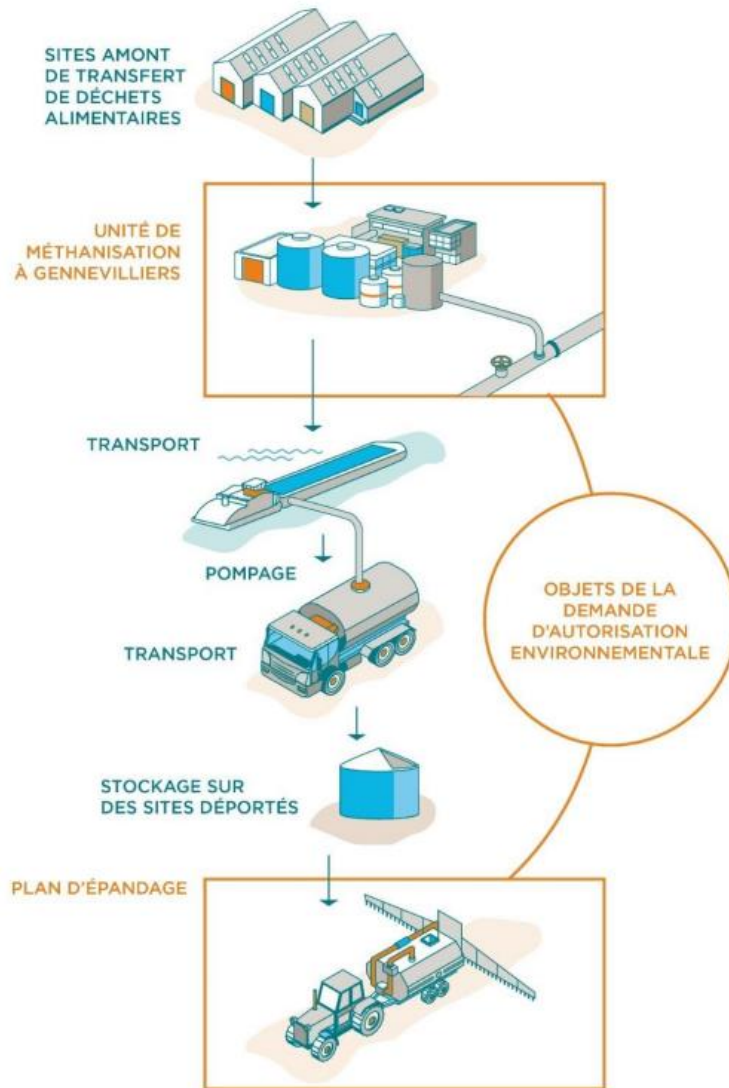 SITES AMONT
DE TRANSFERT
DE DÉCHETS
ALIMENTAIRES
UNITÉ DE
MÉTHANISATION
À GENNEVILLIERS
TRANSPORT
POMPAGE
TRANSPORT
OBJETS DE LA
DEMANDE
D'AUTORISATION
ENVIRONNEMENTALE
STOCKAGE SUR
DES SITES DÉPORTÉS
PLAN D'ÉPANDAGE